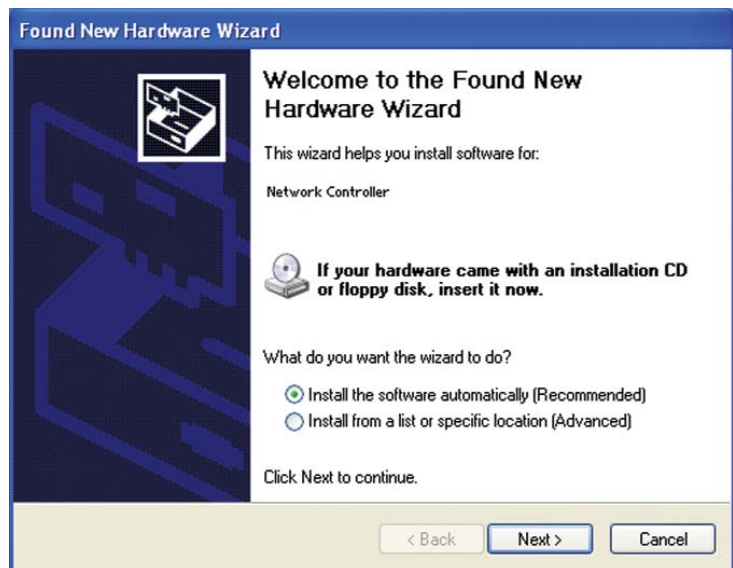 Found New Hardware Wizard
Welcome to the Found New
Hardware Wizard
This wizard helps you install software for:
Network Controller
If your hardware came with an installation CD
or floppy disk, insert it now.
What do you want the wizard to do?
Install the software automatically (Recommended)
Install from a list or specific location (Advanced)
Click Next to continue.
< Back Next > Cancel